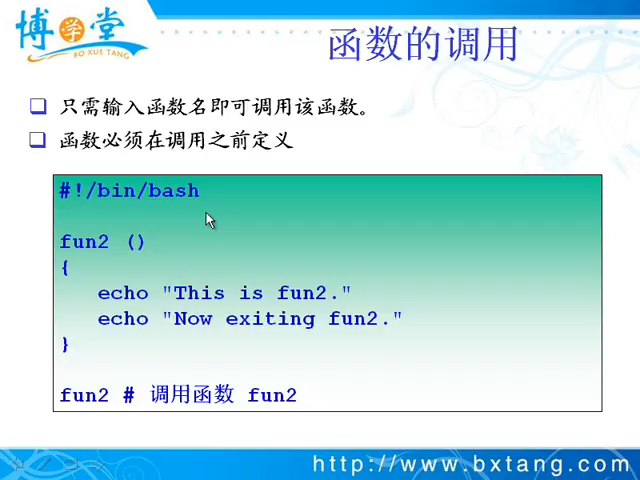 博学堂
BO XUE TANG
函数的调用
只需输入函数名即可调用该函数。
函数必须在调用之前定义
#!/bin/bash
fun2 ()
{
echo "This is fun2."
echo "Now exiting fun2."
}
fun2 # 调用函数 fun2
http://www.bxtang.com